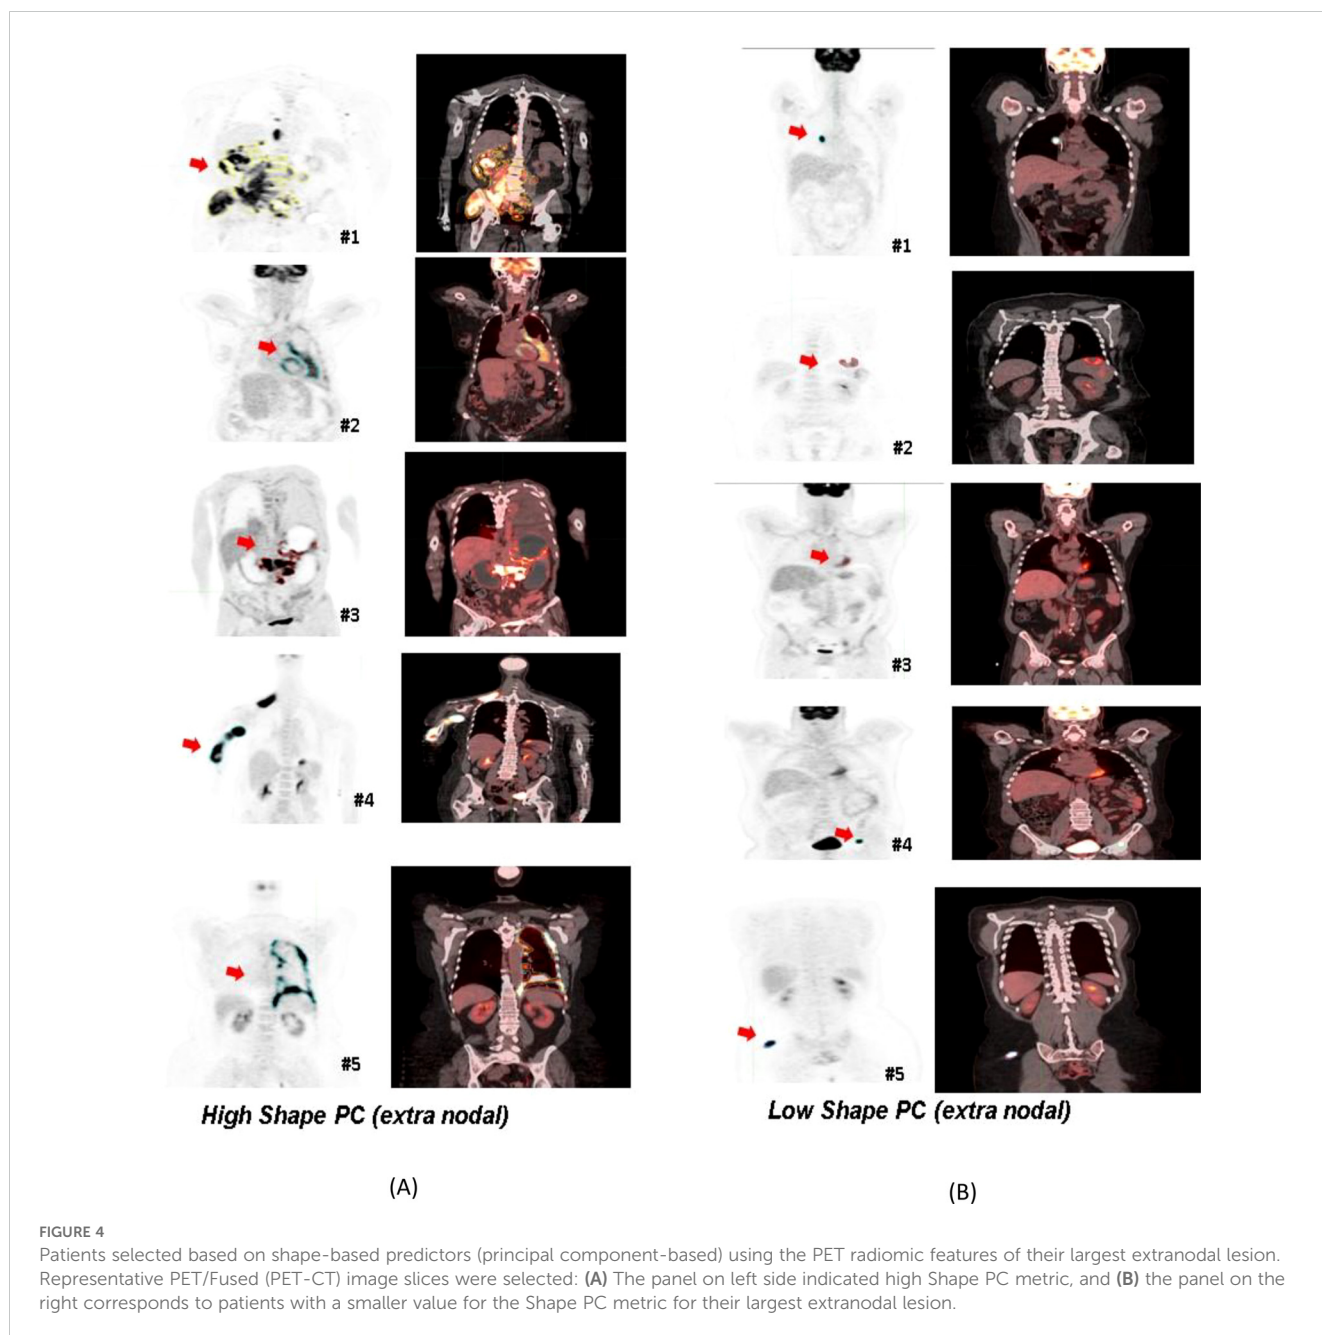 #1
#2
#3
#4
#5
High Shape PC (extra nodal)
(A)
#1
#2
#3
#4
#5
Low Shape PC (extra nodal)
(B)
FIGURE 4
Patients selected based on shape-based predictors (principal component-based) using the PET radiomic features of their largest extranodal lesion.
Representative PET/Fused (PET-CT) image slices were selected: (A) The panel on left side indicated high Shape PC metric, and (B) the panel on the
right corresponds to patients with a smaller value for the Shape PC metric for their largest extranodal lesion.